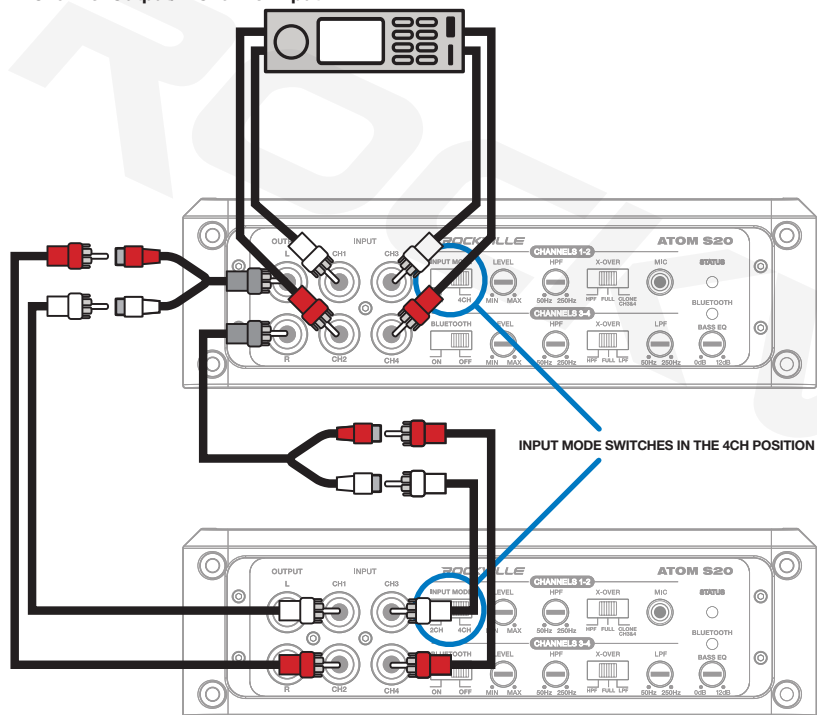 OUTPUT INPUT ROCKVILLE ATOM S20
L CH1 CH3 CHANNELS 1-2
INPUT MODE LEVEL HPF X-OVER MIC STATUS
4CH MIN MAX 50Hz 250Hz HPF FULL CLONE CH3&4
BLUETOOTH
CHANNELS 3-4
BLUETOOTH LEVEL HPF X-OVER LPF BASS EQ
R CH2 CH4 ON OFF MIN MAX 50Hz 250Hz HPF FULL LPF 50Hz 250Hz 0dB 12dB
INPUT MODE SWITCHES IN THE 4CH POSITION
OUTPUT INPUT ROCKVILLE ATOM S20
L CH1 CH3 CHANNELS 1-2
INPUT MODE LEVEL HPF X-OVER MIC STATUS
2CH 4CH MIN MAX 50Hz 250Hz HPF FULL CLONE CH3&4
BLUETOOTH
CHANNELS 3-4
BLUETOOTH LEVEL HPF X-OVER LPF BASS EQ
R CH2 CH4 ON OFF MIN MAX 50Hz 250Hz HPF FULL LPF 50Hz 250Hz 0dB 12dB